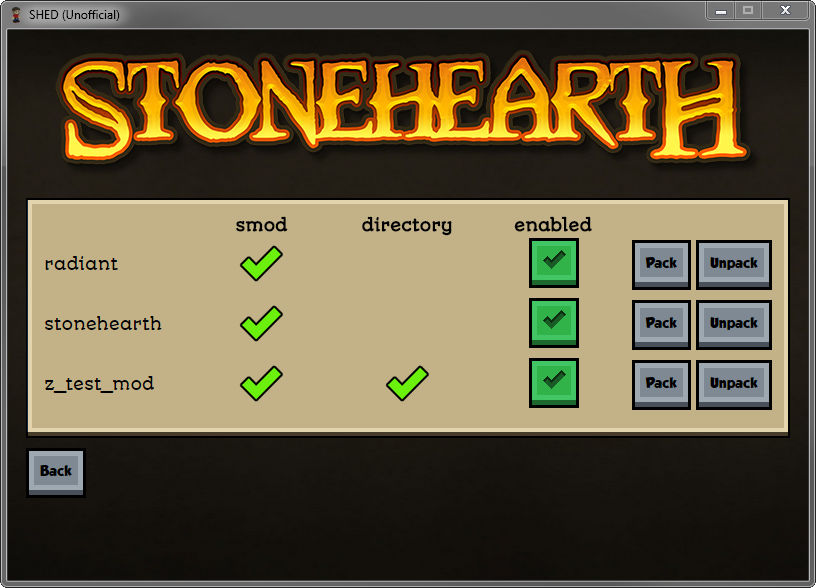 SHED (Unofficial)
STONEHEARTH
smod directory enabled
radiant Pack Unpack
stonehearth Pack Unpack
z_test_mod Pack Unpack
Back